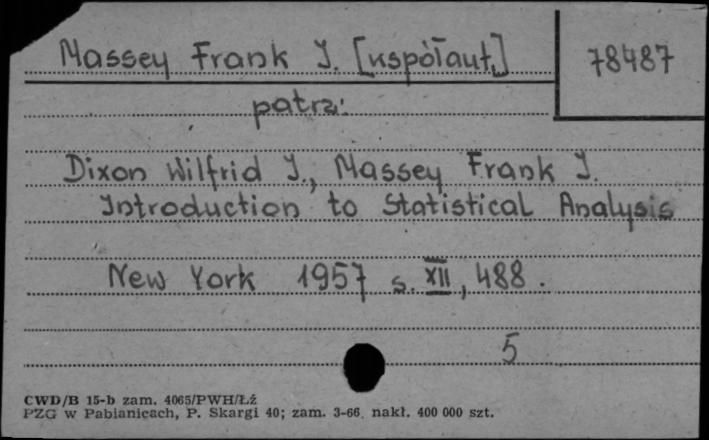 Massey Frank J. [współaut.]
78487
patrz:
Dixon Wilfrid J., Massey Frank J.
Introduction to Statistical Analysis
New York 1957 s. XII, 488.
5
CWD/B 15-b zam. 4065/PWH/Łź
PZG w Pabianicach, P. Skargi 40; zam. 3-66 nakł. 400 000 szt.